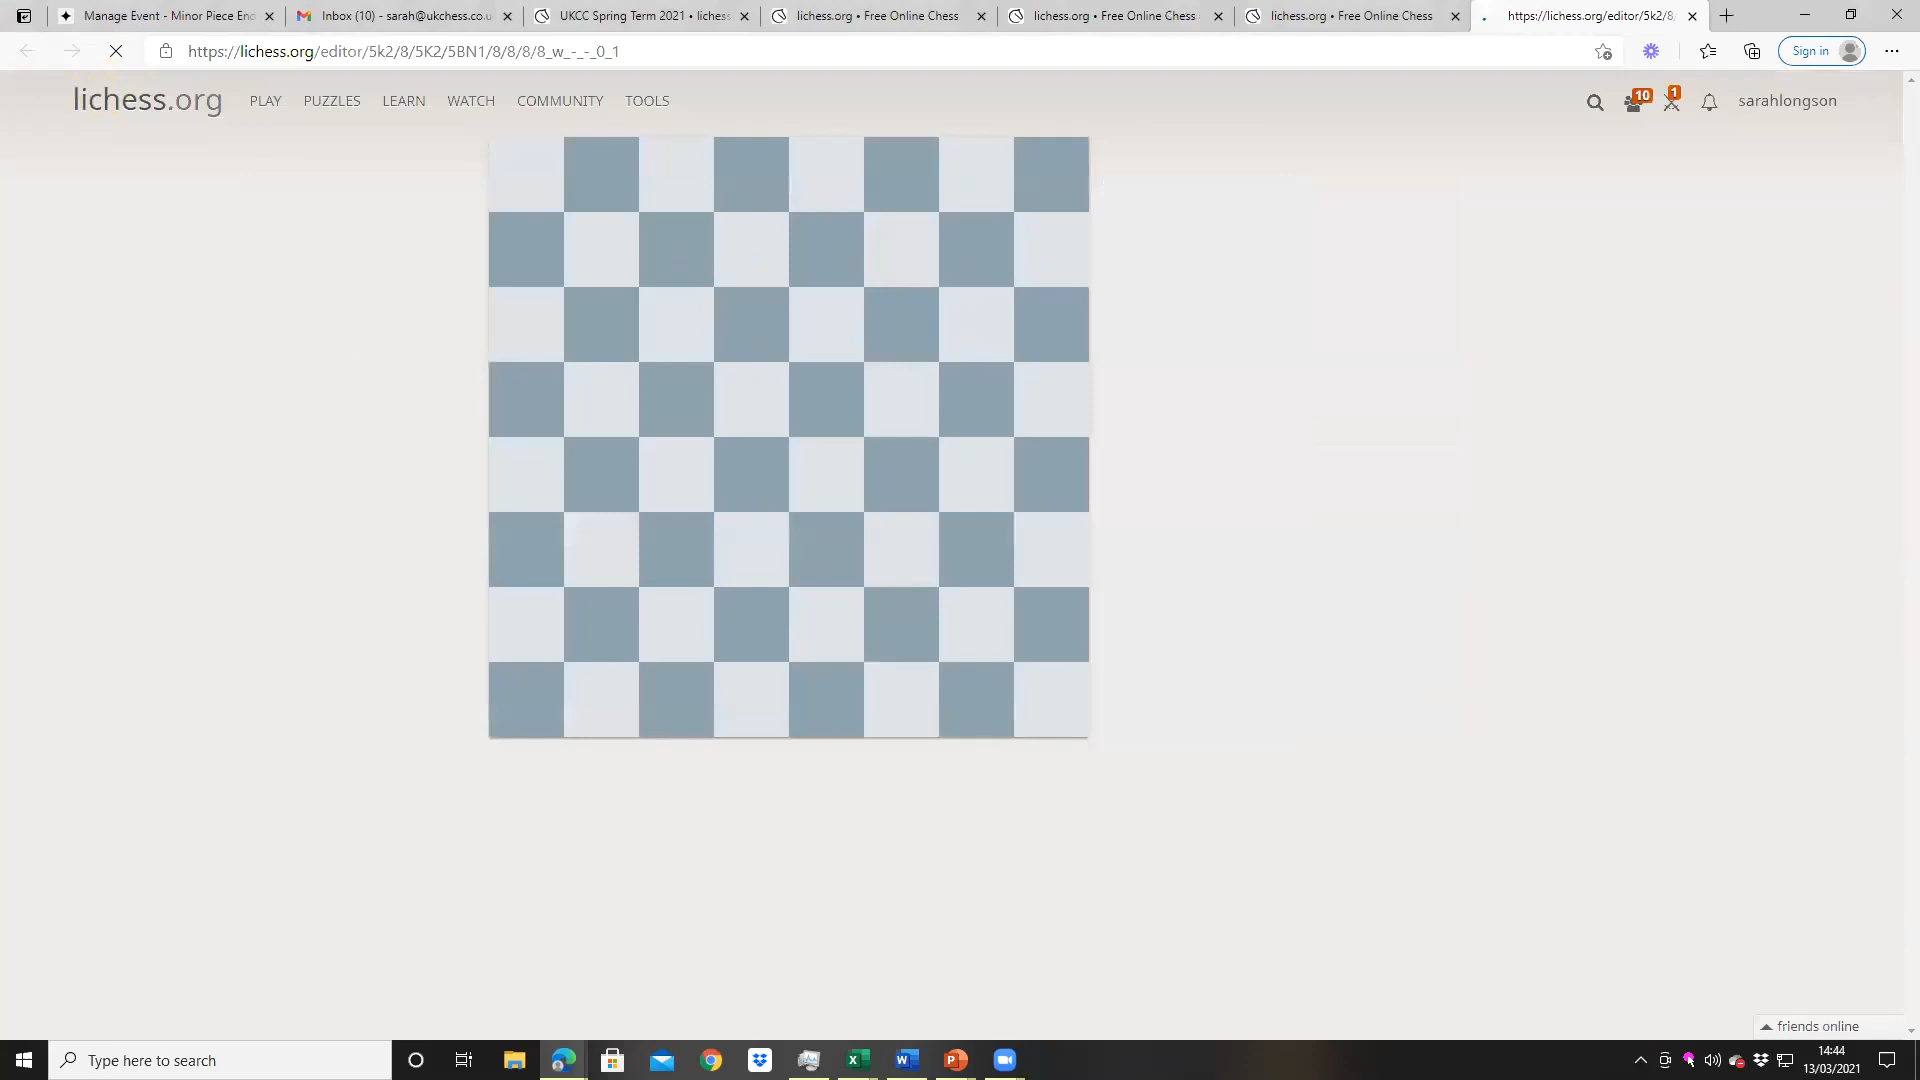 Manage Event - Minor Piece End
Inbox (10) - sarah@ukchess.co.u
UKCC Spring Term 2021 • lichess
lichess.org • Free Online Chess
lichess.org • Free Online Chess
lichess.org • Free Online Chess
https://lichess.org/editor/5k2/8/
https://lichess.org/editor/5k2/8/5K2/5BN1/8/8/8/8_w_-_-_0_1
Sign in
lichess.org
PLAY
PUZZLES
LEARN
WATCH
COMMUNITY
TOOLS
10
1
sarahlongson
friends online
Type here to search
14:44
13/03/2021